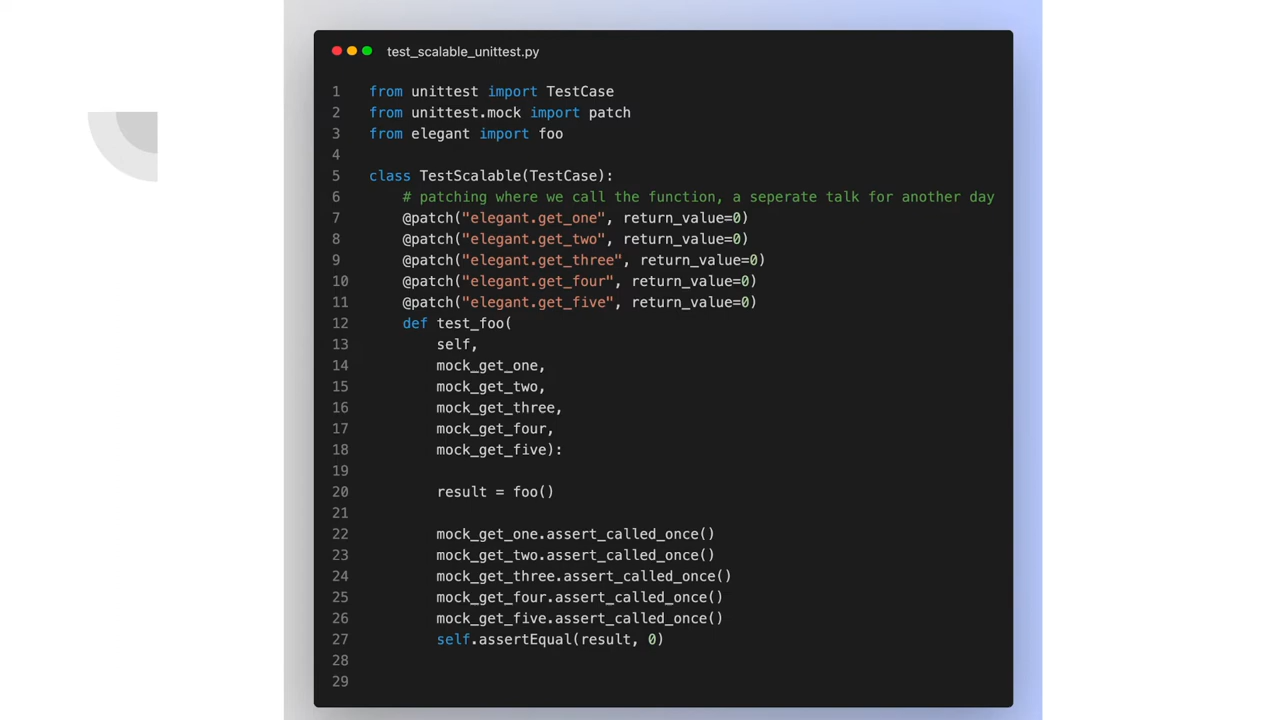 test_scalable_unittest.py
1 from unittest import TestCase
2 from unittest.mock import patch
3 from elegant import foo
4
5 class TestScalable(TestCase):
6     # patching where we call the function, a seperate talk for another day
7     @patch("elegant.get_one", return_value=0)
8     @patch("elegant.get_two", return_value=0)
9     @patch("elegant.get_three", return_value=0)
10     @patch("elegant.get_four", return_value=0)
11     @patch("elegant.get_five", return_value=0)
12     def test_foo(
13         self,
14         mock_get_one,
15         mock_get_two,
16         mock_get_three,
17         mock_get_four,
18         mock_get_five):
19
20         result = foo()
21
22         mock_get_one.assert_called_once()
23         mock_get_two.assert_called_once()
24         mock_get_three.assert_called_once()
25         mock_get_four.assert_called_once()
26         mock_get_five.assert_called_once()
27         self.assertEqual(result, 0)
28
29